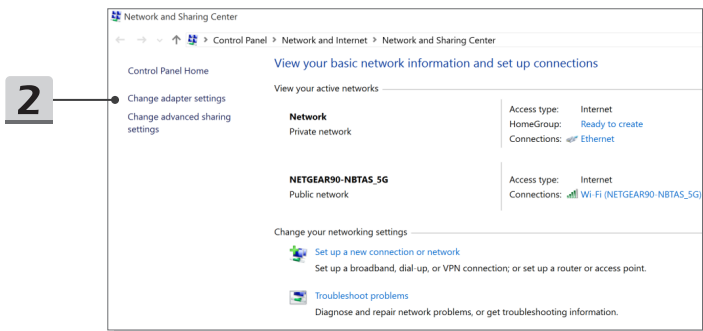 Network and Sharing Center
Control Panel > Network and Internet > Network and Sharing Center
Control Panel Home
2
Change adapter settings
Change advanced sharing
settings
View your basic network information and set up connections
View your active networks
Network
Private network
Access type: Internet
HomeGroup: Ready to create
Connections: Ethernet
NETGEAR90-NBTAS_5G
Public network
Access type: Internet
Connections: Wi-Fi (NETGEAR90-NBTAS_5G)
Change your networking settings
Set up a new connection or network
Set up a broadband, dial-up, or VPN connection; or set up a router or access point.
Troubleshoot problems
Diagnose and repair network problems, or get troubleshooting information.